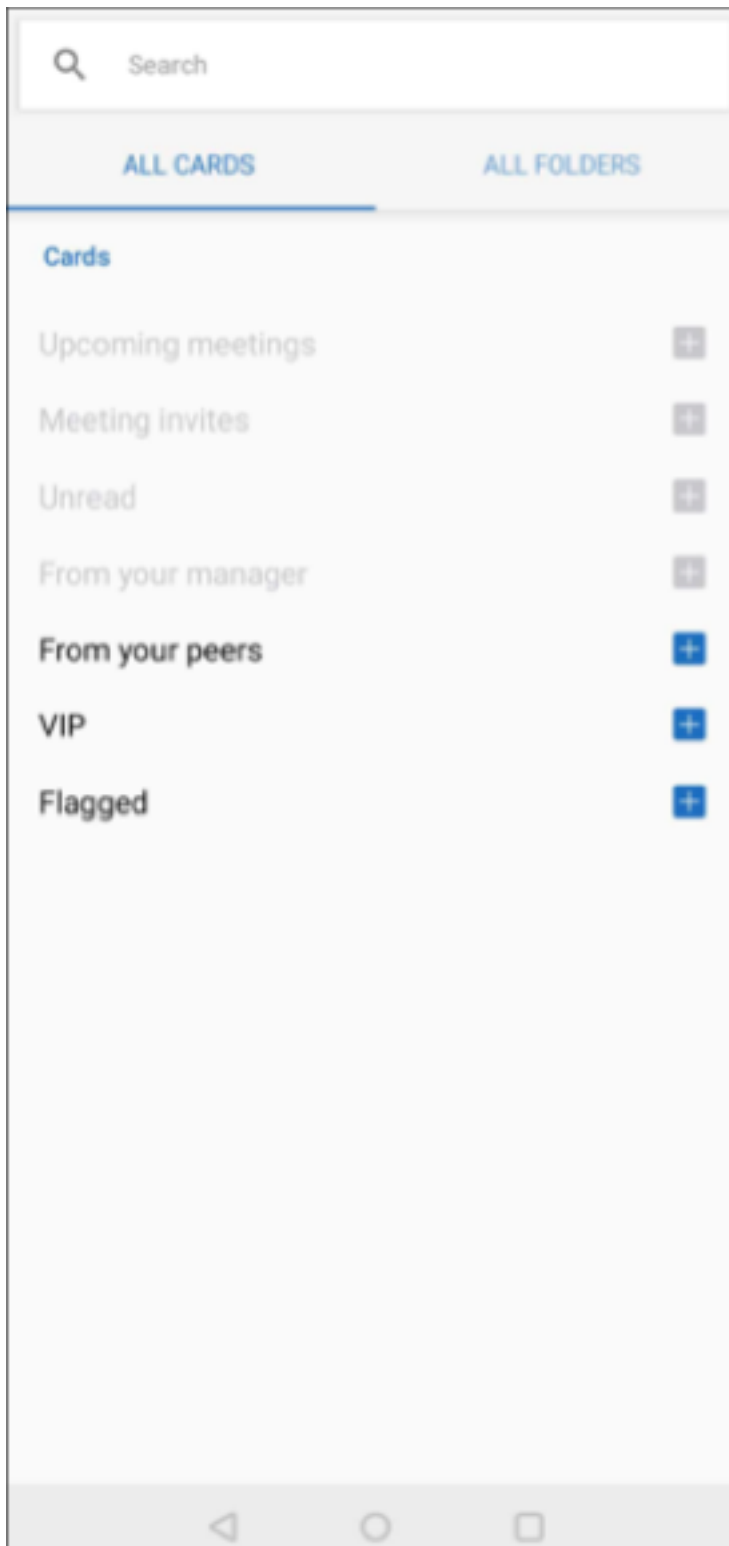 Search
ALL CARDS
ALL FOLDERS
Cards
Upcoming meetings
Meeting invites
Unread
From your manager
From your peers
VIP
Flagged